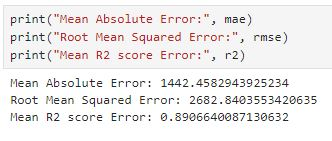 print("Mean Absolute Error:", mae)
print("Root Mean Squared Error:", rmse)
print("Mean R2 score Error:", r2)
Mean Absolute Error: 1442.4582943925234
Root Mean Squared Error: 2682.8403553420635
Mean R2 score Error: 0.8906640087130632